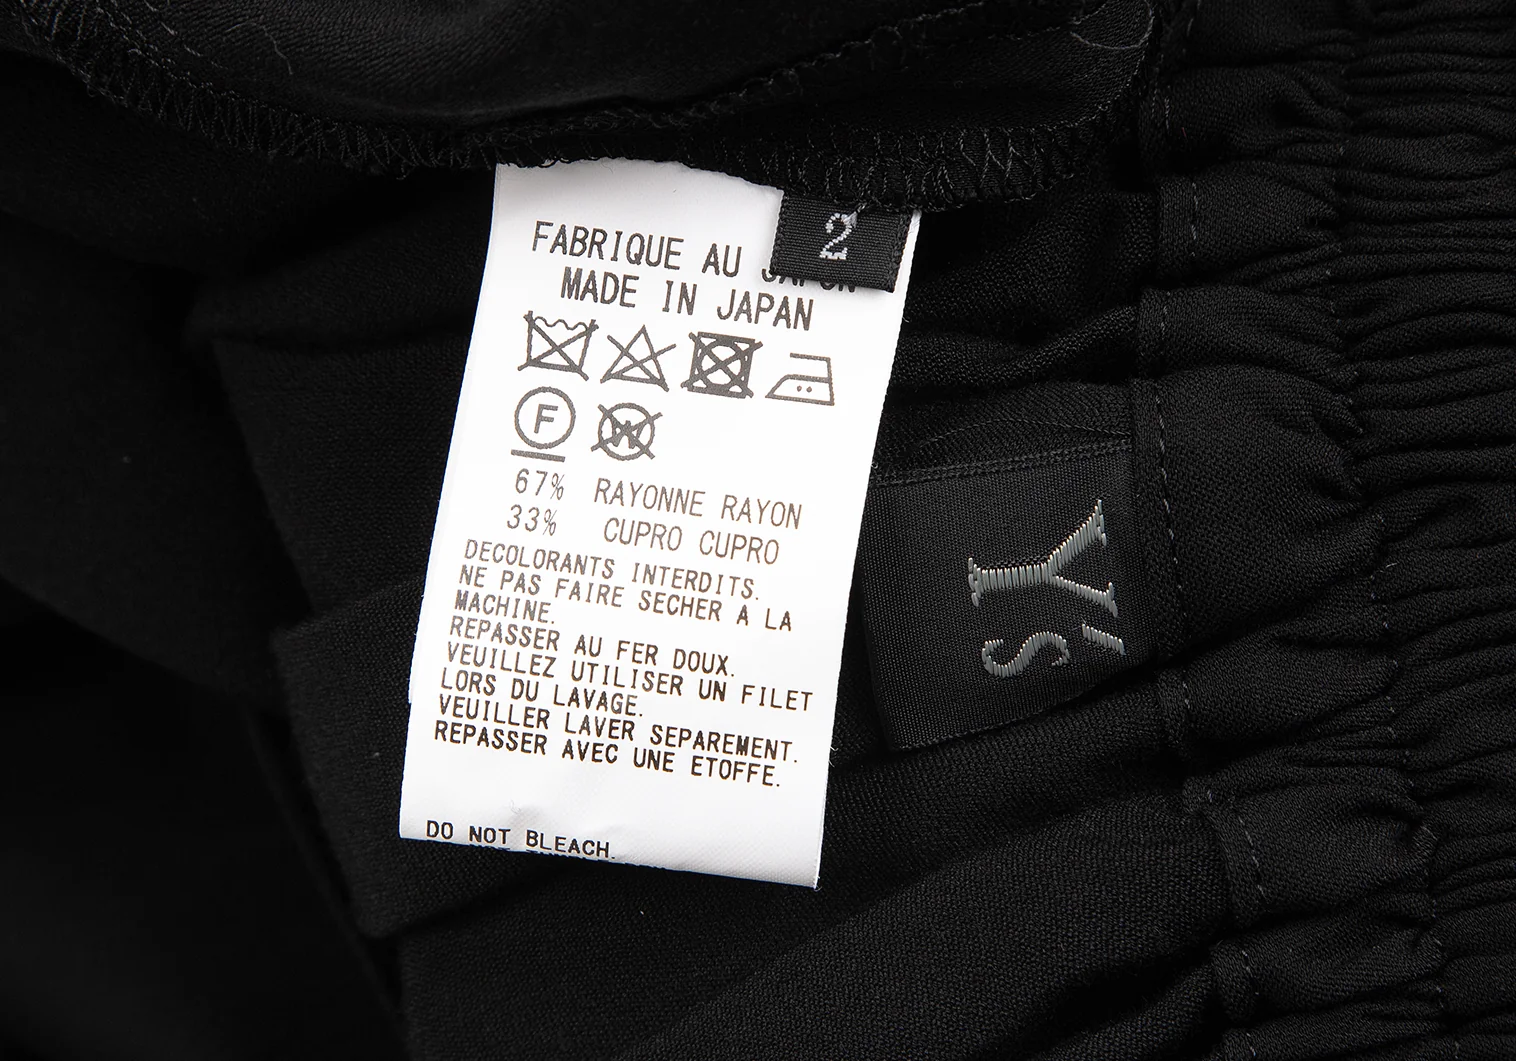 2
FABRIQUE AU JAPON
MADE IN JAPAN
F
W
67% RAYONNE RAYON
33% CUPRO CUPRO
DECOLORANTS INTERDITS.
NE PAS FAIRE SECHER A LA
MACHINE.
REPASSER AU FER DOUX.
VEUILLEZ UTILISER UN FILET
LORS DU LAVAGE.
VEUILLER LAVER SEPAREMENT.
REPASSER AVEC UNE ETOFFE.
DO NOT BLEACH.
Y's